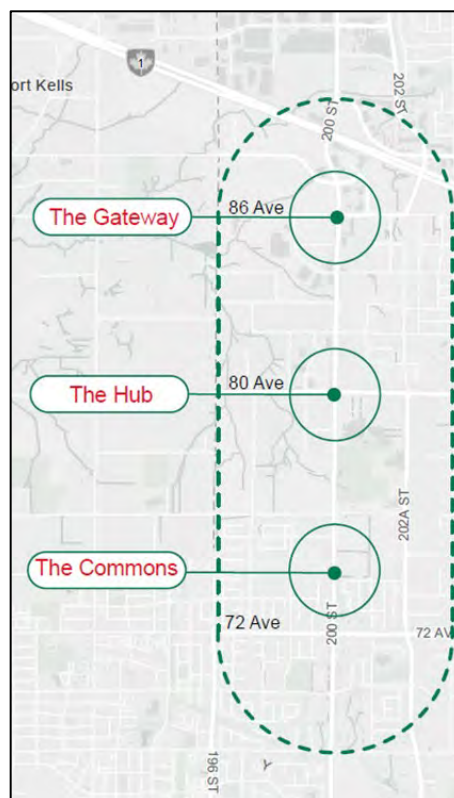 1
ort Kells
200 ST
202 ST
The Gateway
86 Ave
The Hub
80 Ave
202A ST
The Commons
72 Ave
200 ST
72 AV
196 ST